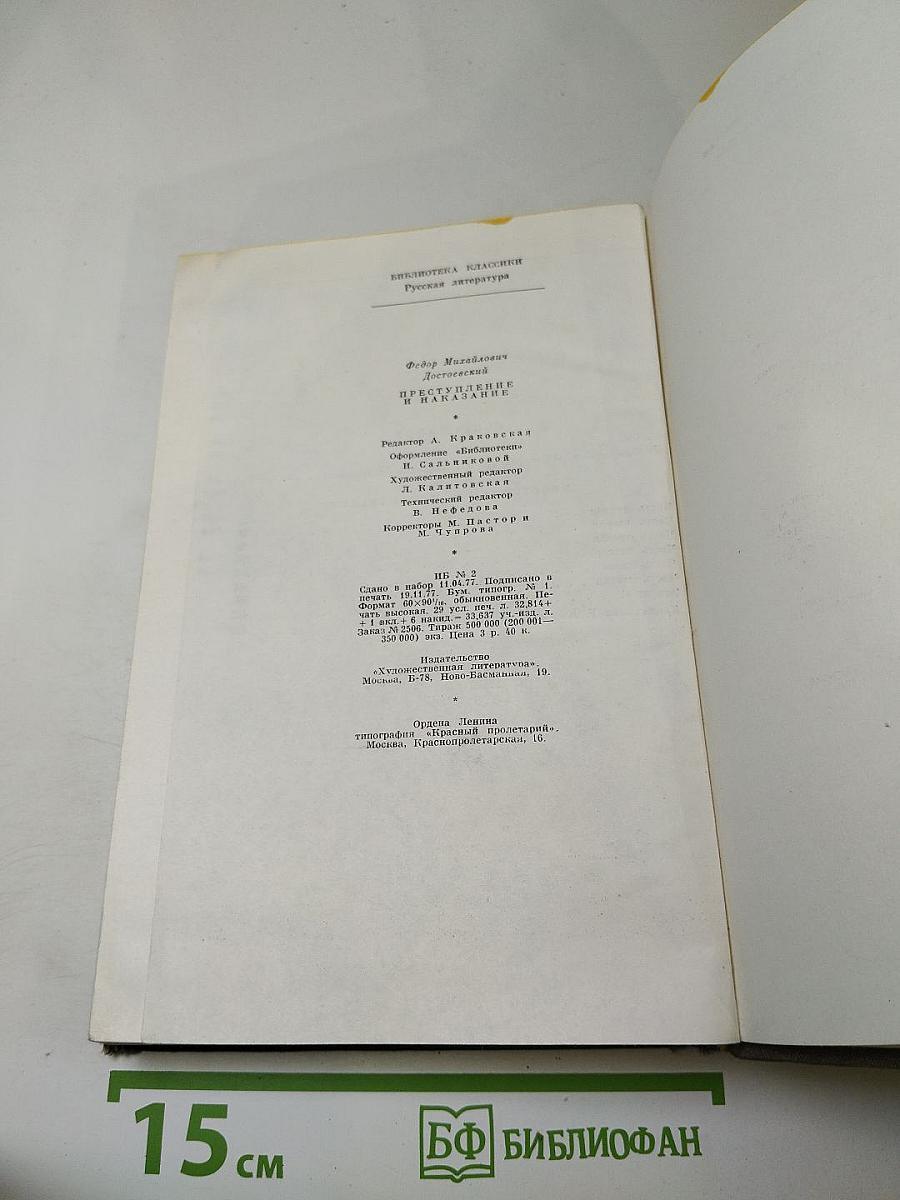 БИБЛИОТЕКА КЛАССИКИ
Русская литература
Федор Михайлович
Достоевский
ПРЕСТУПЛЕНИЕ
И НАКАЗАНИЕ
*
Редактор А. Краковская
Оформление «Библиотеки»
Н. Сальниковой
Художественный редактор
Л. Калитовская
Технический редактор
В. Нефедова
Корректоры М. Пастор и
М. Чупрова
*
ИБ № 2
Сдано в набор 11.04.77. Подписано в
печать 19.11.77. Бум. типогр. № 1.
Формат 60×90¹/₁₆, обыкновенная. Пе-
чать высокая. 29 усл. печ. л. 32,814+
+ 1 вкл.+ 6 накид.= 33,637 уч.-изд. л.
Заказ № 2506. Тираж 500 000 (200 001—
350 000) экз. Цена 3 р. 40 к.
Издательство
«Художественная литература».
Москва, Б-78, Ново-Басманная, 19.
*
Ордена Ленина
типография «Красный пролетарий».
Москва, Краснопролетарская, 16.
15 см
БФ БИБЛИОФАН